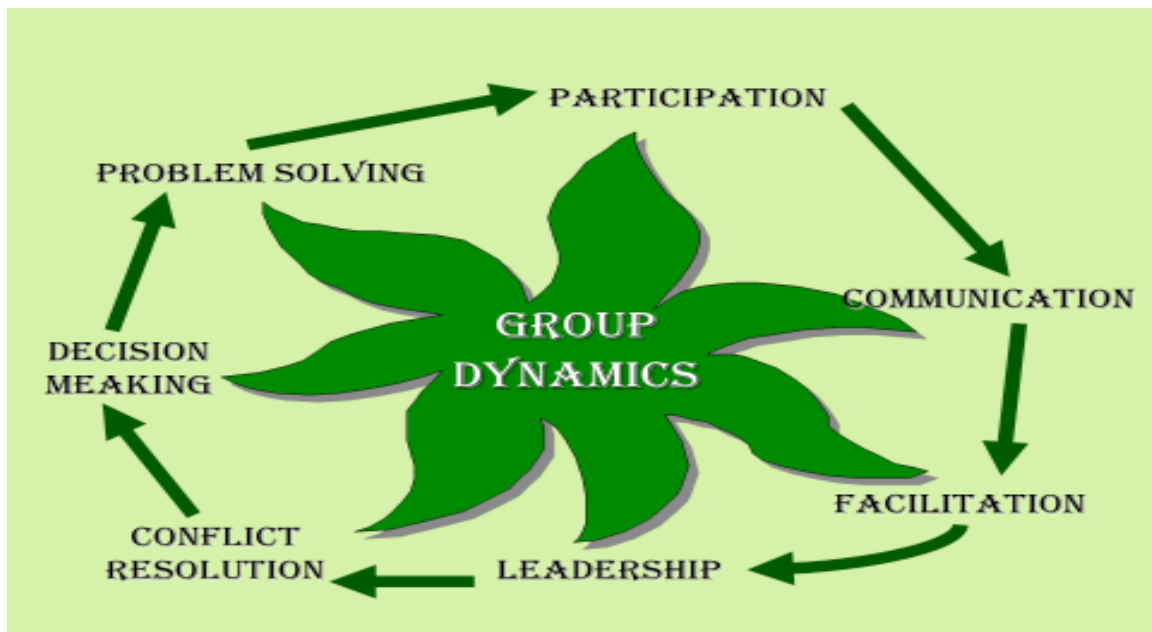 PARTICIPATION
COMMUNICATION
FACILITATION
LEADERSHIP
CONFLICT
RESOLUTION
DECISION
MEAKING
PROBLEM SOLVING
GROUP
DYNAMICS